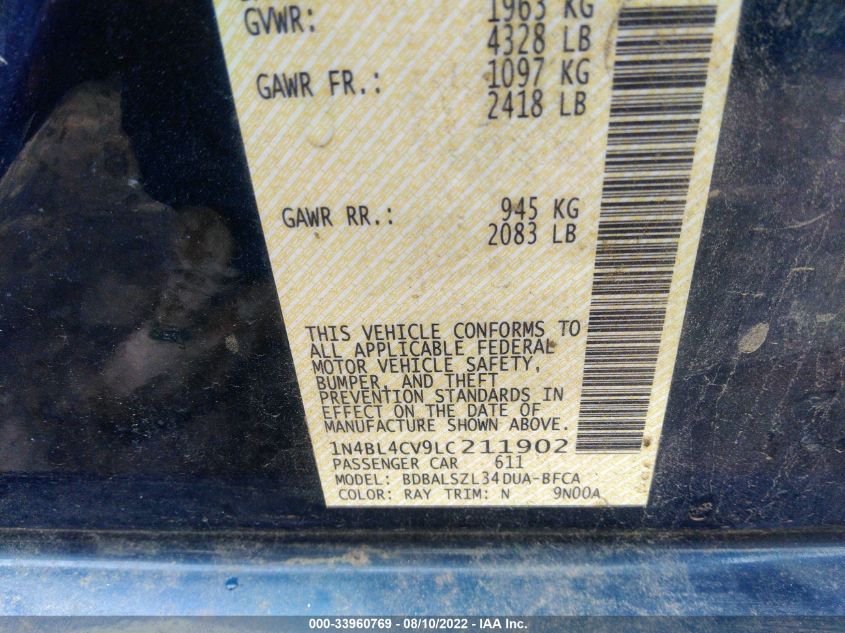 GVWR: 1963 KG
4328 LB
GAWR FR.: 1097 KG
2418 LB
GAWR RR.: 945 KG
2083 LB
THIS VEHICLE CONFORMS TO
ALL APPLICABLE FEDERAL
MOTOR VEHICLE SAFETY,
BUMPER, AND THEFT
PREVENTION STANDARDS IN
EFFECT ON THE DATE OF
MANUFACTURE SHOWN ABOVE.
1N4BL4CV9LC211902
PASSENGER CAR 611
MODEL: BDBALSZL34DUA-BFCA
COLOR: RAY TRIM: N 9N00A
000-33960769 - 08/10/2022 - IAA Inc.